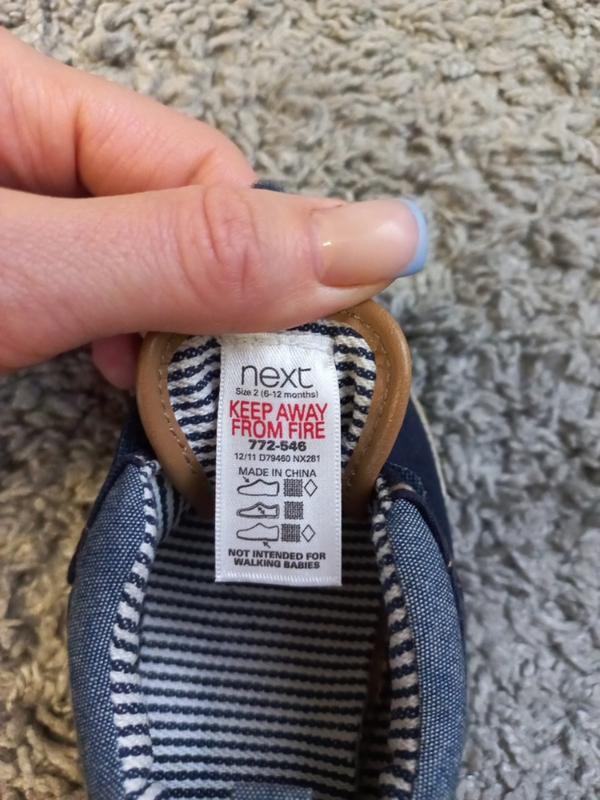 next
Size 2 (6-12 months)
KEEP AWAY
FROM FIRE
772-546
12/11 D79460 NX281
MADE IN CHINA
NOT INTENDED FOR
WALKING BABIES